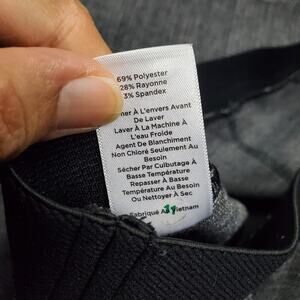 69% Polyester
28% Rayonne
3% Spandex
ner À L'envers Avant
De Laver
Laver À La Machine À
L'eau Froide
Agent De Blanchiment
Non Chloré Seulement Au
Besoin
Sécher Par Culbutage À
Basse Température
Repasser À Basse
Température Au Besoin
Ou Nettoyer À Sec
Fabriqué Au Vietnam